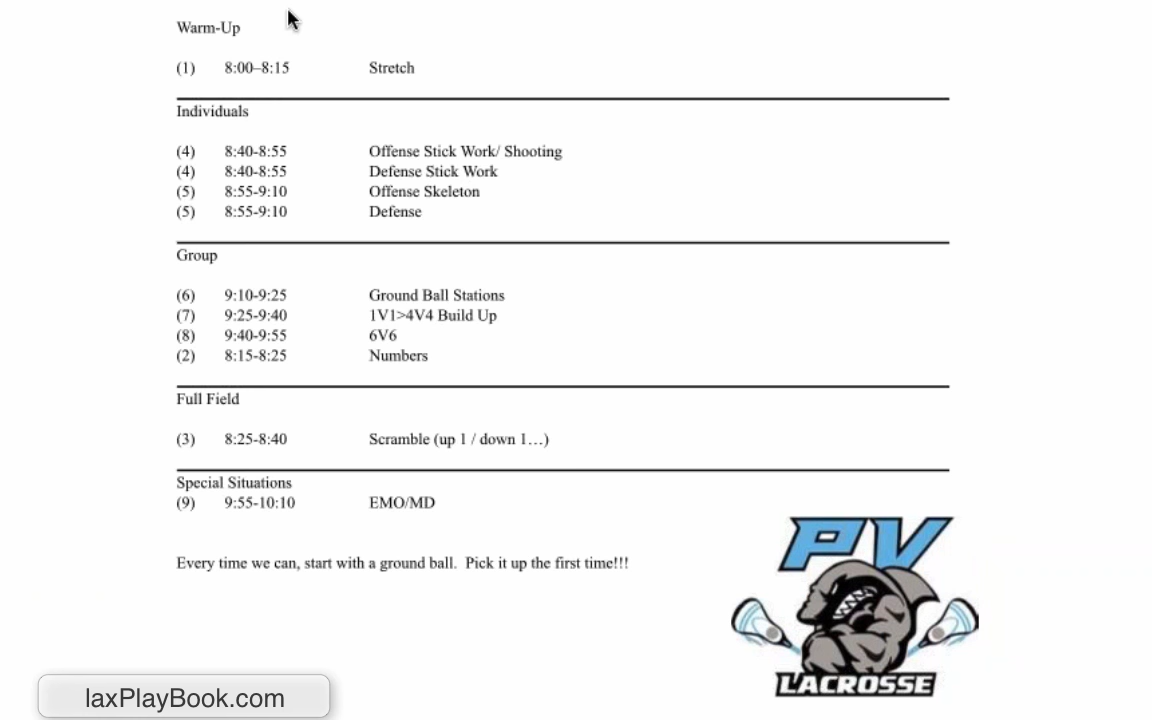 Warm-Up
(1) 8:00–8:15 Stretch
Individuals
(4) 8:40-8:55 Offense Stick Work/ Shooting
(4) 8:40-8:55 Defense Stick Work
(5) 8:55-9:10 Offense Skeleton
(5) 8:55-9:10 Defense
Group
(6) 9:10-9:25 Ground Ball Stations
(7) 9:25-9:40 1V1>4V4 Build Up
(8) 9:40-9:55 6V6
(2) 8:15-8:25 Numbers
Full Field
(3) 8:25-8:40 Scramble (up 1 / down 1…)
Special Situations
(9) 9:55-10:10 EMO/MD
Every time we can, start with a ground ball. Pick it up the first time!!!
PV
LACROSSE
laxPlayBook.com